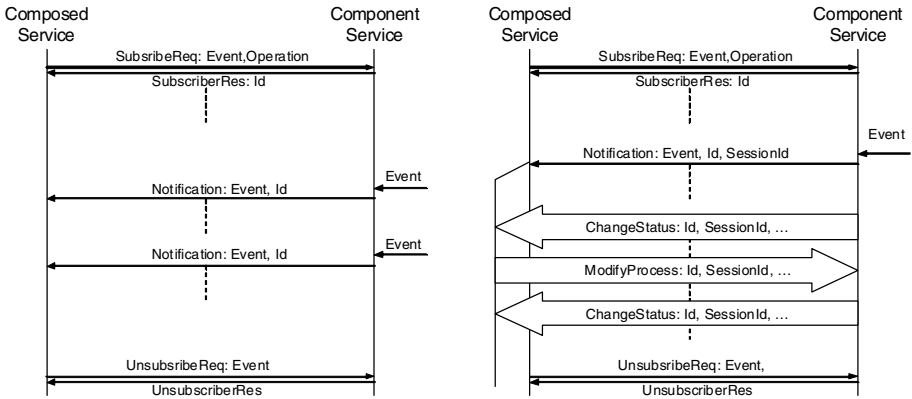 Composed Service
Component Service
SubsribeReq: Event,Operation
SubscriberRes: Id
Event
Notification: Event, Id
Event
Notification: Event, Id
UnsubsribeReq: Event
UnsubscriberRes
Composed Service
Component Service
SubsribeReq: Event,Operation
SubscriberRes: Id
Event
Notification: Event, Id, SessionId
ChangeStatus: Id, SessionId, …
ModifyProcess: Id, SessionId, …
ChangeStatus: Id, SessionId, …
UnsubsribeReq: Event,
UnsubscriberRes